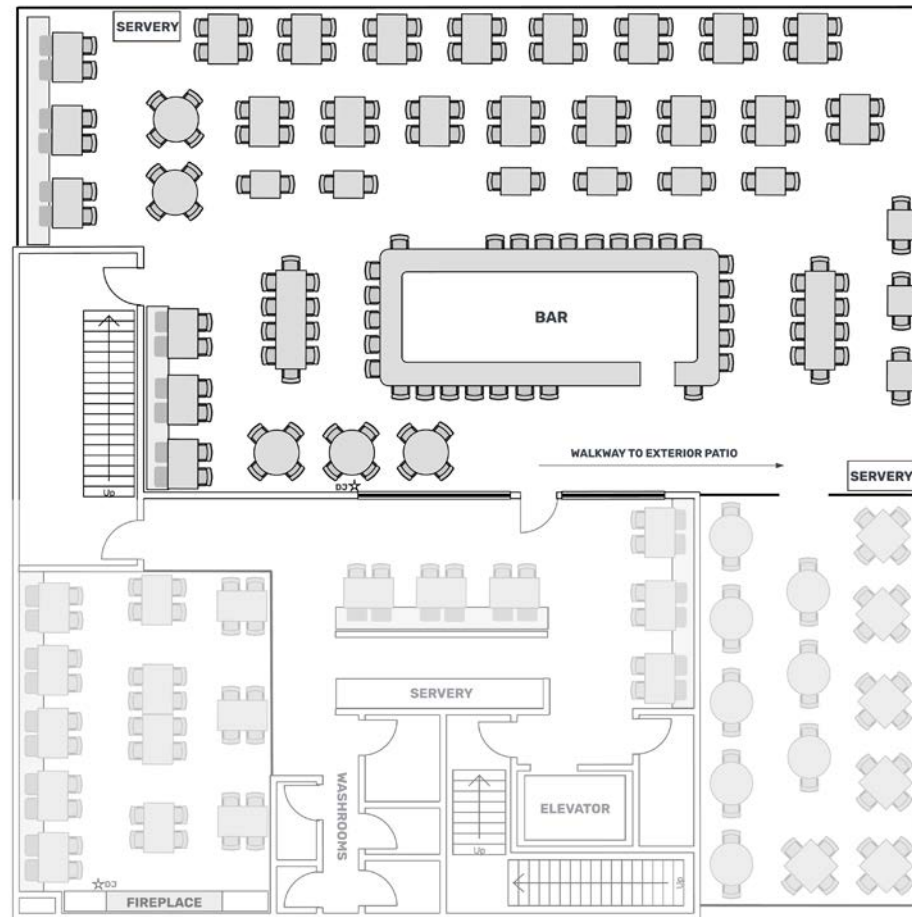 SERVERY
BAR
WALKWAY TO EXTERIOR PATIO
SERVERY
Up
DJ
SERVERY
WASHROOMS
ELEVATOR
Up
Up
DJ
FIREPLACE